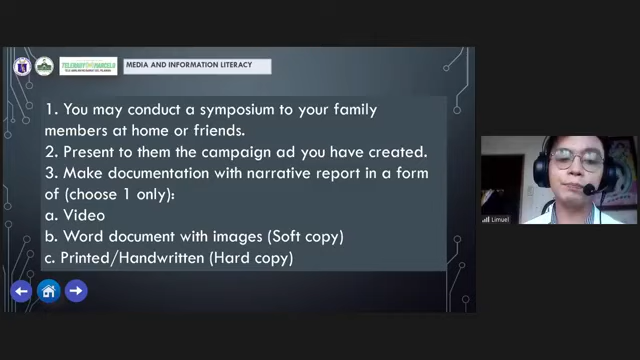 MEDIA AND INFORMATION LITERACY
1. You may conduct a symposium to your family
members at home or friends.
2. Present to them the campaign ad you have created.
3. Make documentation with narrative report in a form
of (choose 1 only):
a. Video
b. Word document with images (Soft copy)
c. Printed/Handwritten (Hard copy)
Limuel